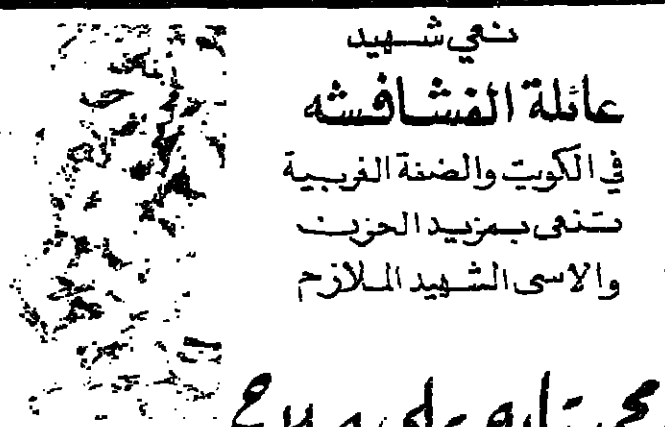 نعي شهيد
عائلة الفشافشه
في الكويت والضفة الغربية
تنعى بمزيد الحزن
والاسى الشهيد الملازم